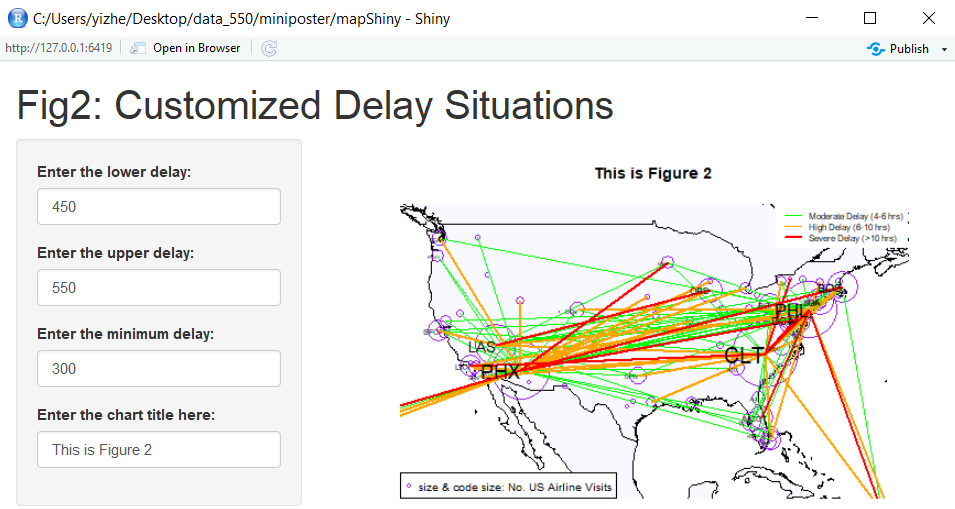 C:/Users/yizhe/Desktop/data_550/miniposter/mapShiny - Shiny
http://127.0.0.1:6419
Open in Browser
Publish
Fig2: Customized Delay Situations
Enter the lower delay:
450
Enter the upper delay:
550
Enter the minimum delay:
300
Enter the chart title here:
This is Figure 2
This is Figure 2
Moderate Delay (4-6 hrs)
High Delay (6-10 hrs)
Severe Delay (>10 hrs)
BOS
ORD
PHL
SFO
LAS
CLT
PHX
size & code size: No. US Airline Visits